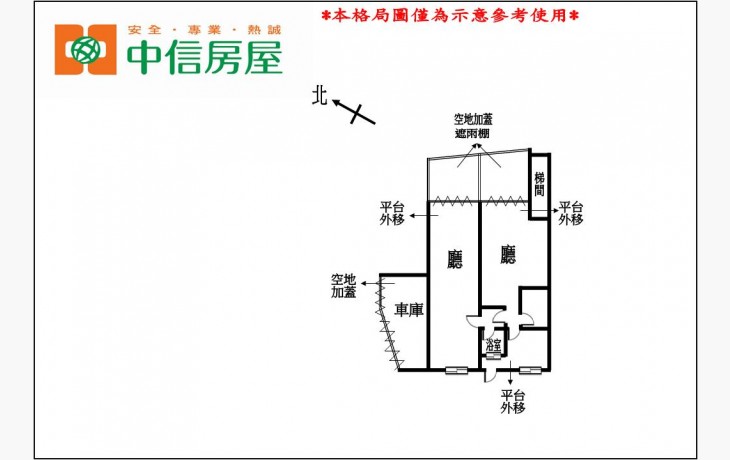 *本格局圖僅為示意參考使用*
安全・專業・熱誠
中信房屋
北
空地加蓋
遮雨棚
梯間
平台
外移
平台
外移
廳
廳
空地
加蓋
車庫
浴室
平台
外移